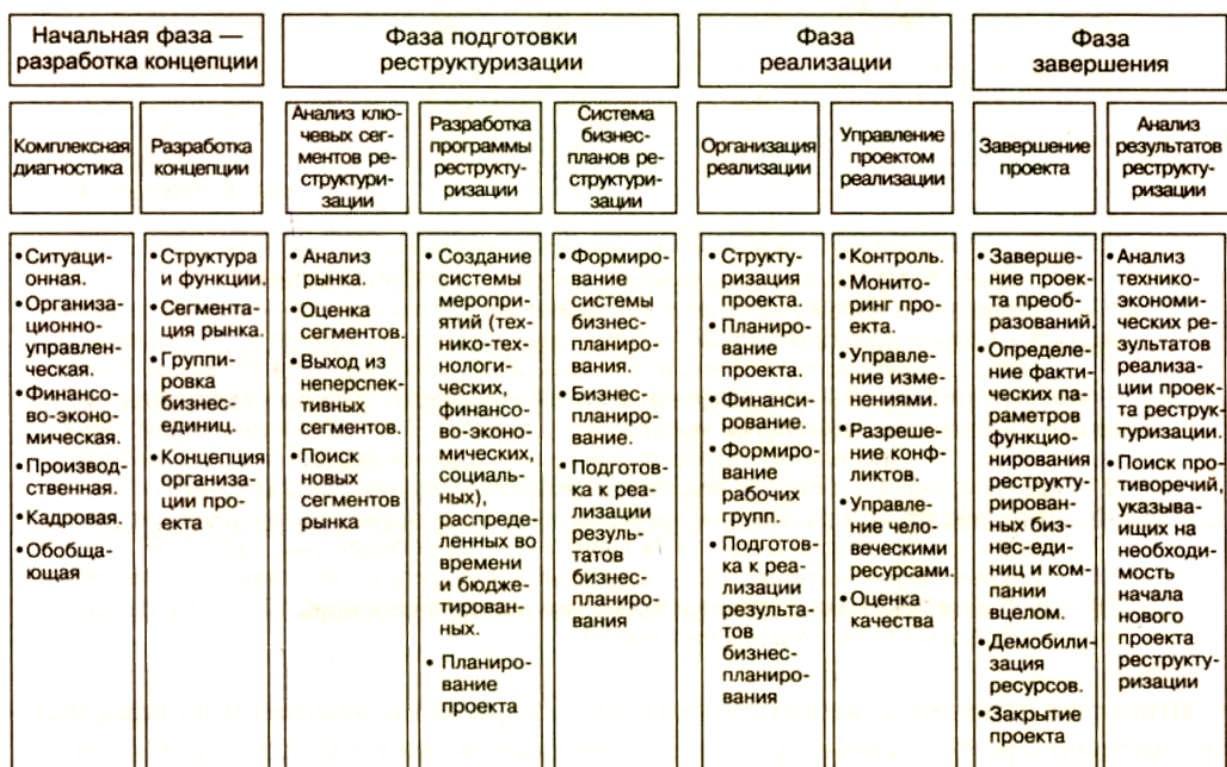 Начальная фаза —
разработка концепции
Фаза подготовки
реструктуризации
Фаза
реализации
Фаза
завершения
Комплексная
диагностика
Разработка
концепции
Анализ клю-
чевых сег-
ментов ре-
структури-
зации
Разработка
программы
реструкту-
ризации
Система
бизнес-
планов ре-
структури-
зации
Организация
реализации
Управление
проектом
реализации
Завершение
проекта
Анализ
результатов
реструкту-
ризации
• Ситуаци-
онная.
• Организа-
ционно-
управлен-
ческая.
• Финансо-
во-эконо-
мическая.
• Производ-
ственная.
• Кадровая.
• Обобща-
ющая
• Структура
и функции.
• Сегмента-
ция рынка.
• Группи-
ровка
бизнес-
единиц.
• Концепция
организа-
ции про-
екта
• Анализ
рынка.
• Оценка
сегментов.
• Выход из
неперспек-
тивных
сегментов.
• Поиск
новых
сегментов
рынка
• Создание
системы
меропри-
ятий (тех-
нико-тех-
нологи-
ческих,
финансо-
во-эконо-
мических,
социаль-
ных),
распреде-
ленных во
времени
и бюдже-
тирован-
ных.
• Планиро-
вание
проекта
• Формиро-
вание
системы
бизнес-
планиро-
вания.
• Бизнес-
планиро-
вание.
• Подготов-
ка к реа-
лизации
резуль-
татов
бизнес-
планиро-
вания
• Структу-
ризация
проекта.
• Планиро-
вание
проекта.
• Финанси-
рование.
• Формиро-
вание
рабочих
групп.
• Подготов-
ка к реа-
лизации
результа-
тов
бизнес-
планиро-
вания
• Контроль.
• Монито-
ринг про-
екта.
• Управле-
ние изме-
нениями.
• Разреше-
ние конф-
ликтов.
• Управле-
ние чело-
веческими
ресурсами.
• Оценка
качества
• Заверше-
ние проек-
та преоб-
разований.
• Определе-
ние факти-
ческих па-
раметров
функцио-
нирования
реструкту-
рирован-
ных биз-
нес-еди-
ниц и ком-
пании
вцелом.
• Демобили-
зация
ресурсов.
• Закрытие
проекта
• Анализ
технико-
экономи-
ческих ре-
зультатов
реализа-
ции проек-
та реструк-
туризации.
• Поиск про-
тиворечий,
указыва-
ищих на
необходи-
мость
начала
нового
проекта
реструкту-
ризации